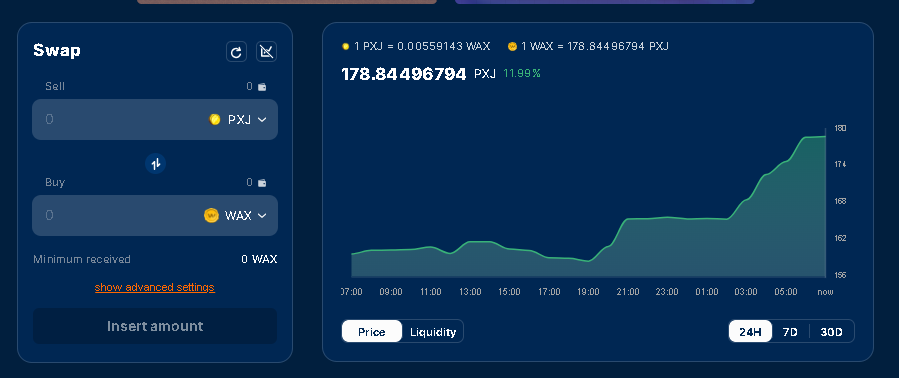 Swap
Sell 0
0 PXJ
Buy 0
0 WAX
Minimum received 0 WAX
show advanced settings
Insert amount
1 PXJ = 0.00559143 WAX 1 WAX = 178.84496794 PXJ
178.84496794 PXJ 11.99%
180
174
168
162
156
07:00 09:00 11:00 13:00 15:00 17:00 19:00 21:00 23:00 01:00 03:00 05:00 now
Price Liquidity 24H 7D 30D